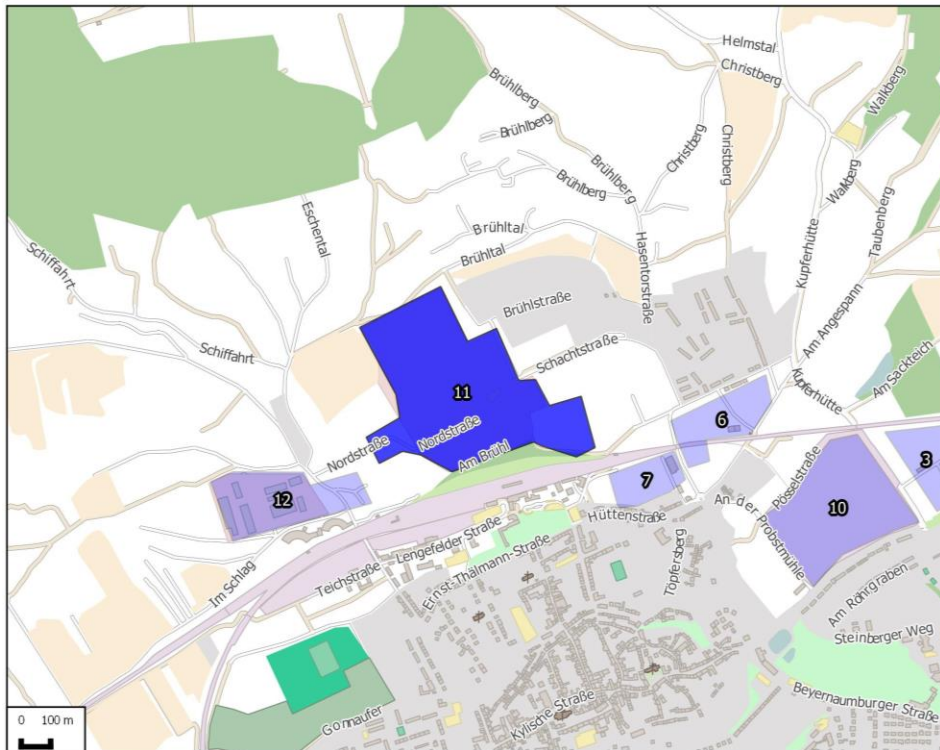 Helmstal
Christberg
Walkberg
Brühlberg
Brühlberg
Christberg
Christberg
Brühlberg
Brühlberg
Walkberg
Taubenberg
Eschental
Brühltal
Hasentorstraße
Kupferhütte
Schiffahrt
Brühltal
Brühlstraße
Am Angespann
Schiffahrt
Schachtstraße
Kupferhütte
Am Sackteich
11
6
Nordstraße
Nordstraße
Am Brühl
3
7
Pösselstraße
12
10
An der Probstmühle
Hüttenstraße
Lengefelder Straße
Ernst-Thälmann-Straße
Töpfersberg
Im Schlag
Teichstraße
Am Röhrgraben
Steinberger Weg
Beyernaumburger Straße
Kylische Straße
Gonnaufer
0 100 m